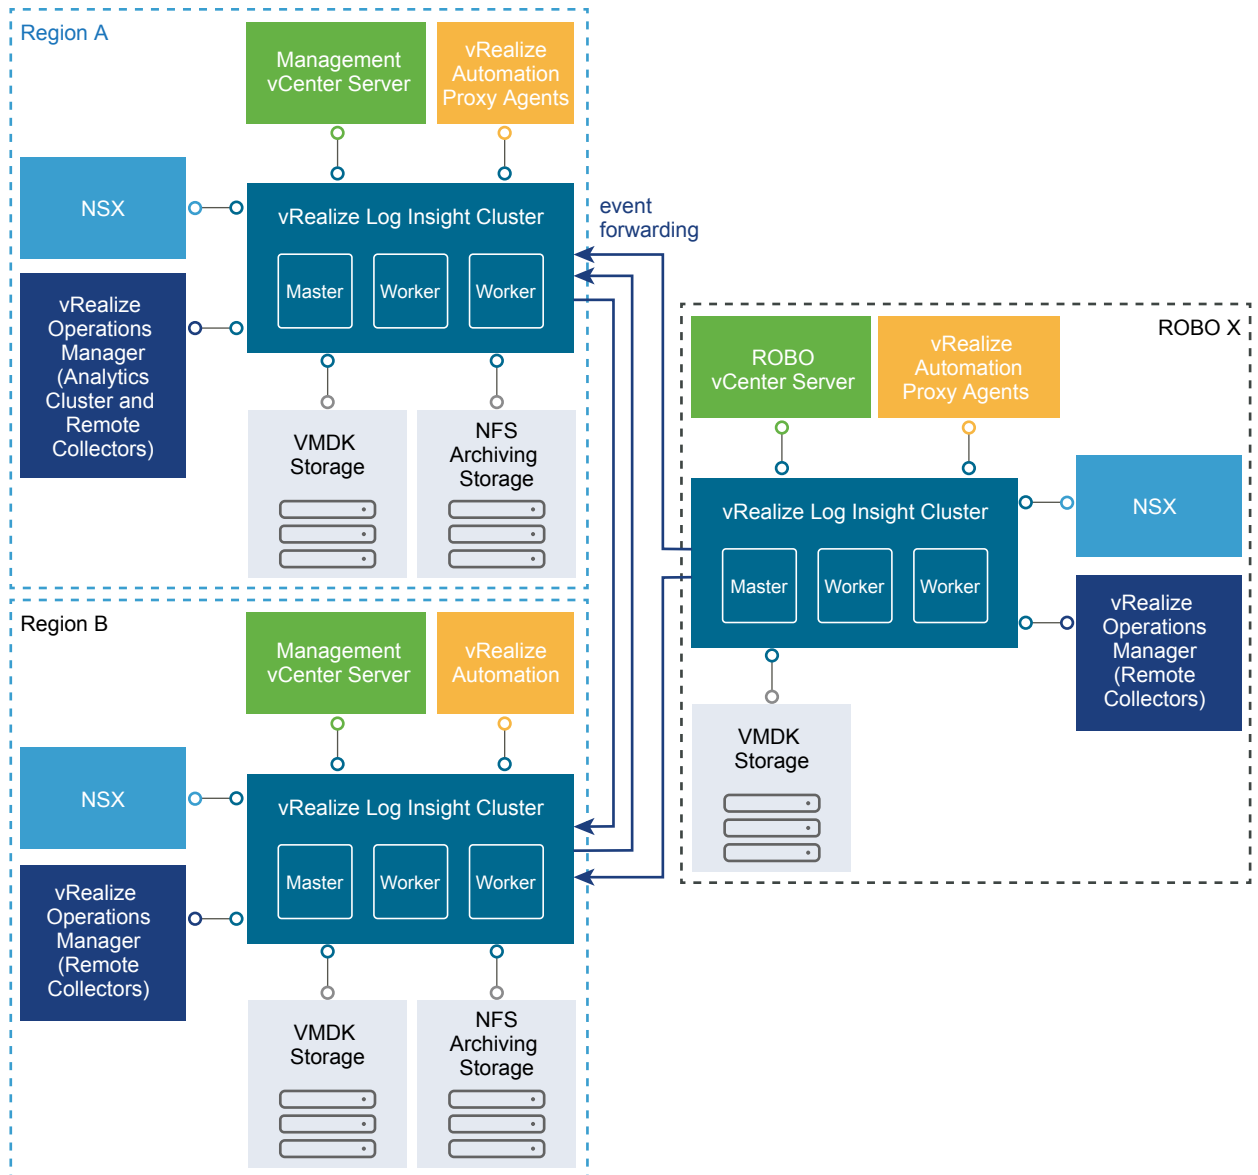 Region A
Management
vCenter Server
vRealize
Automation
Proxy Agents
NSX
vRealize Log Insight Cluster
Master
Worker
Worker
vRealize
Operations
Manager
(Analytics
Cluster and
Remote
Collectors)
VMDK
Storage
NFS
Archiving
Storage
event
forwarding
ROBO X
ROBO
vCenter Server
vRealize
Automation
Proxy Agents
vRealize Log Insight Cluster
Master
Worker
Worker
NSX
vRealize
Operations
Manager
(Remote
Collectors)
VMDK
Storage
Region B
Management
vCenter Server
vRealize
Automation
NSX
vRealize Log Insight Cluster
Master
Worker
Worker
vRealize
Operations
Manager
(Remote
Collectors)
VMDK
Storage
NFS
Archiving
Storage